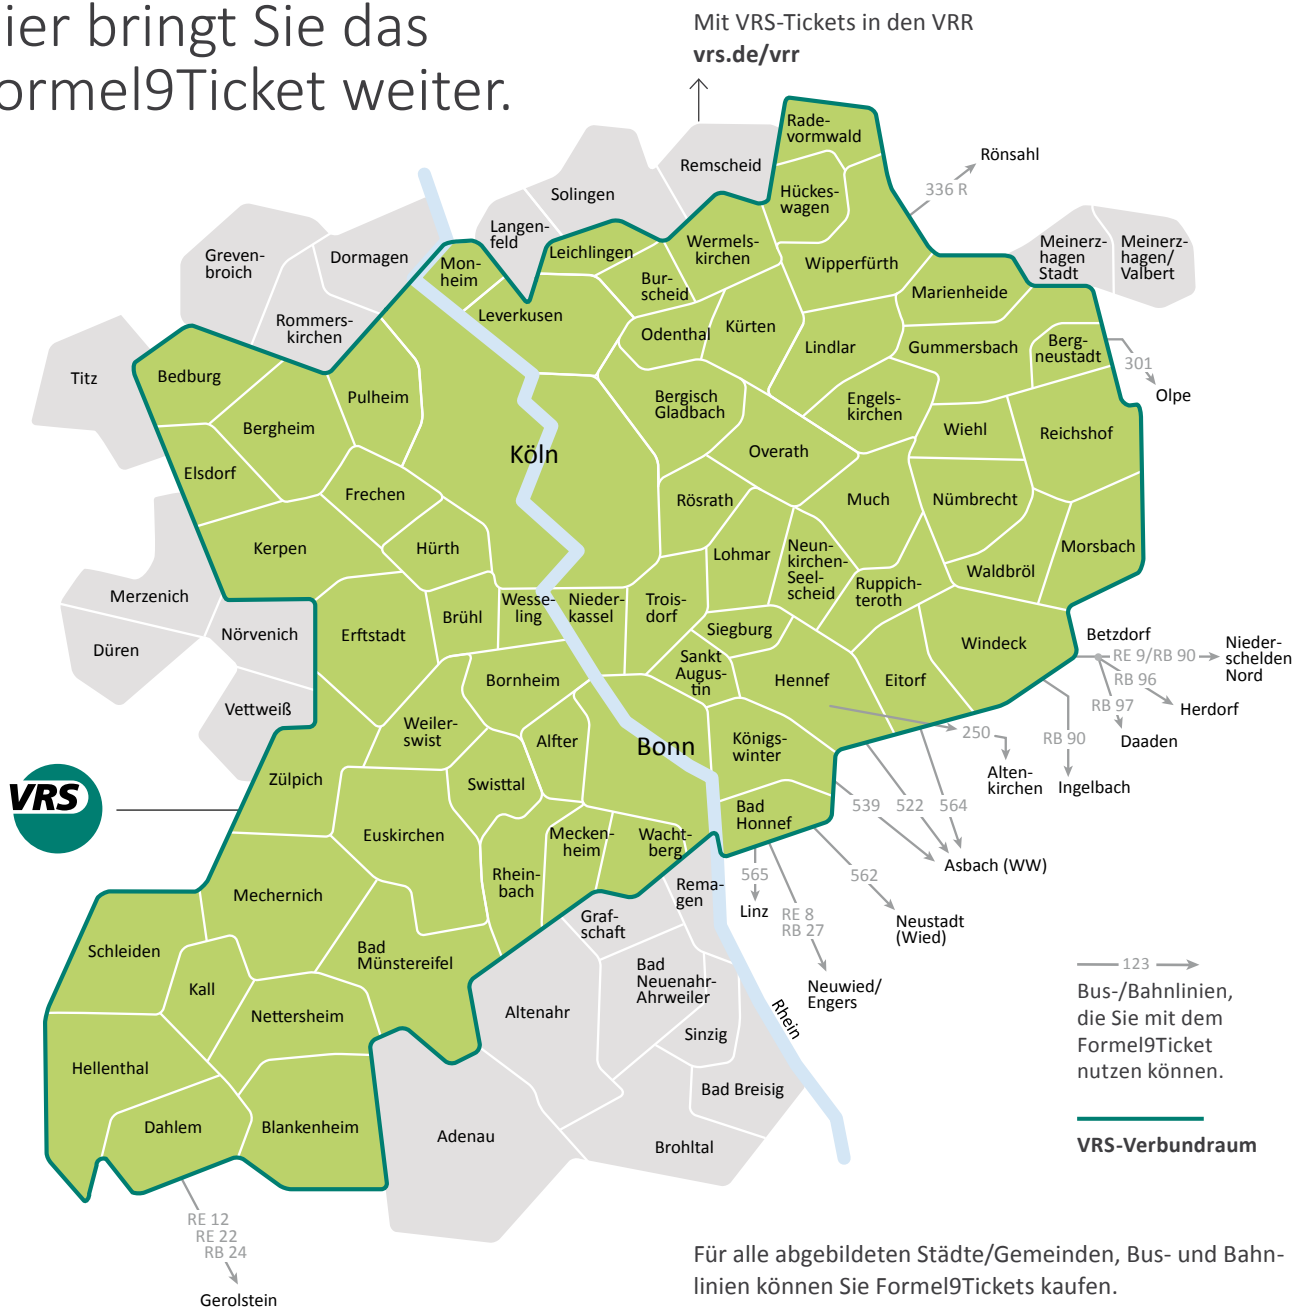 ier bringt Sie das
ormel9Ticket weiter.
Mit VRS-Tickets in den VRR
vrs.de/vrr
Rade-
vormwald
Rönsahl
336 R
Remscheid
Solingen
Hückes-
wagen
Langen-
feld
Greven-
broich
Dormagen
Mon-
heim
Leichlingen
Wermels-
kirchen
Wipperfürth
Meinerz-
hagen
Stadt
Meinerz-
hagen/
Valbert
Bur-
scheid
Marienheide
Rommers-
kirchen
Leverkusen
Odenthal
Kürten
Lindlar
Gummersbach
Berg-
neustadt
301
Olpe
Titz
Bedburg
Pulheim
Bergisch
Gladbach
Engels-
kirchen
Bergheim
Wiehl
Reichshof
Köln
Overath
Elsdorf
Frechen
Rösrath
Much
Nümbrecht
Kerpen
Hürth
Lohmar
Neun-
kirchen-
Seel-
scheid
Morsbach
Waldbröl
Ruppich-
teroth
Merzenich
Wesse-
ling
Nieder-
kassel
Trois-
dorf
Brühl
Nörvenich
Erftstadt
Siegburg
Düren
Windeck
Betzdorf
RE 9/RB 90
Nieder-
schelden
Nord
Sankt
Augus-
tin
Bornheim
Hennef
Eitorf
RB 96
Herdorf
RB 97
Daaden
Vettweiß
Weiler-
swist
Alfter
Bonn
Königs-
winter
250
Alten-
kirchen
RB 90
Ingelbach
Zülpich
Swisttal
VRS
539
522
564
Asbach (WW)
Bad
Honnef
Euskirchen
Mecken-
heim
Wacht-
berg
Rhein-
bach
565
Linz
562
Neustadt
(Wied)
Mechernich
Rema-
gen
Graf-
schaft
RE 8
RB 27
Neuwied/
Engers
Schleiden
Bad
Münstereifel
Kall
Bad
Neuenahr-
Ahrweiler
Nettersheim
Altenahr
Sinzig
Rhein
Hellenthal
Bad Breisig
Dahlem
Blankenheim
Adenau
Brohltal
123
Bus-/Bahnlinien,
die Sie mit dem
Formel9Ticket
nutzen können.
VRS-Verbundraum
RE 12
RE 22
RB 24
Gerolstein
Für alle abgebildeten Städte/Gemeinden, Bus- und Bahn-
linien können Sie Formel9Tickets kaufen.